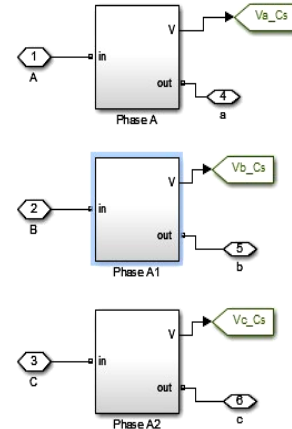 V
Va_Cs
1
in
A
out
4
Phase A
a
V
Vb_Cs
2
in
B
out
5
Phase A1
b
V
Vc_Cs
3
in
C
out
6
Phase A2
c